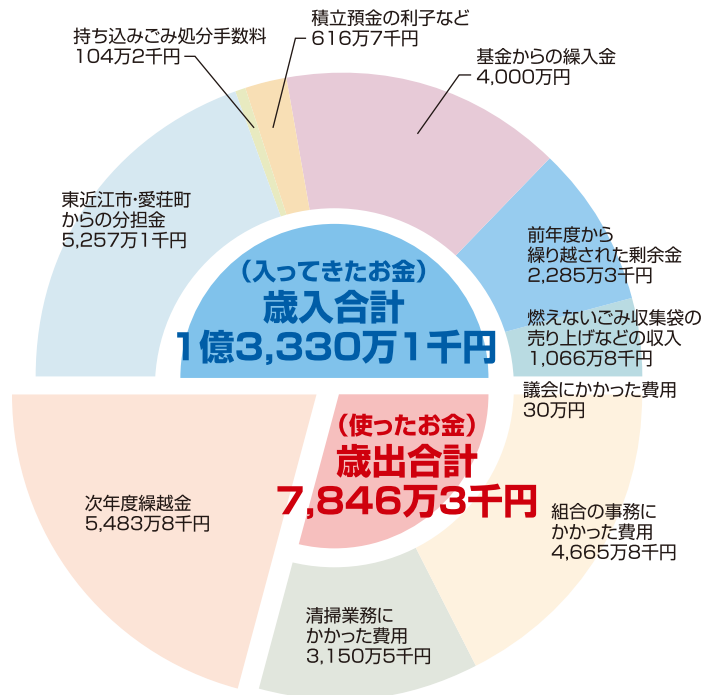 積立預金の利子など
616万7千円
持ち込みごみ処分手数料
104万2千円
基金からの繰入金
4,000万円
東近江市・愛荘町
からの分担金
5,257万1千円
前年度から
繰り越された剰余金
2,285万3千円
燃えないごみ収集袋の
売り上げなどの収入
1,066万8千円
(入ってきたお金)
歳入合計
1億3,330万1千円
議会にかかった費用
30万円
(使ったお金)
歳出合計
7,846万3千円
次年度繰越金
5,483万8千円
組合の事務に
かかった費用
4,665万8千円
清掃業務に
かかった費用
3,150万5千円